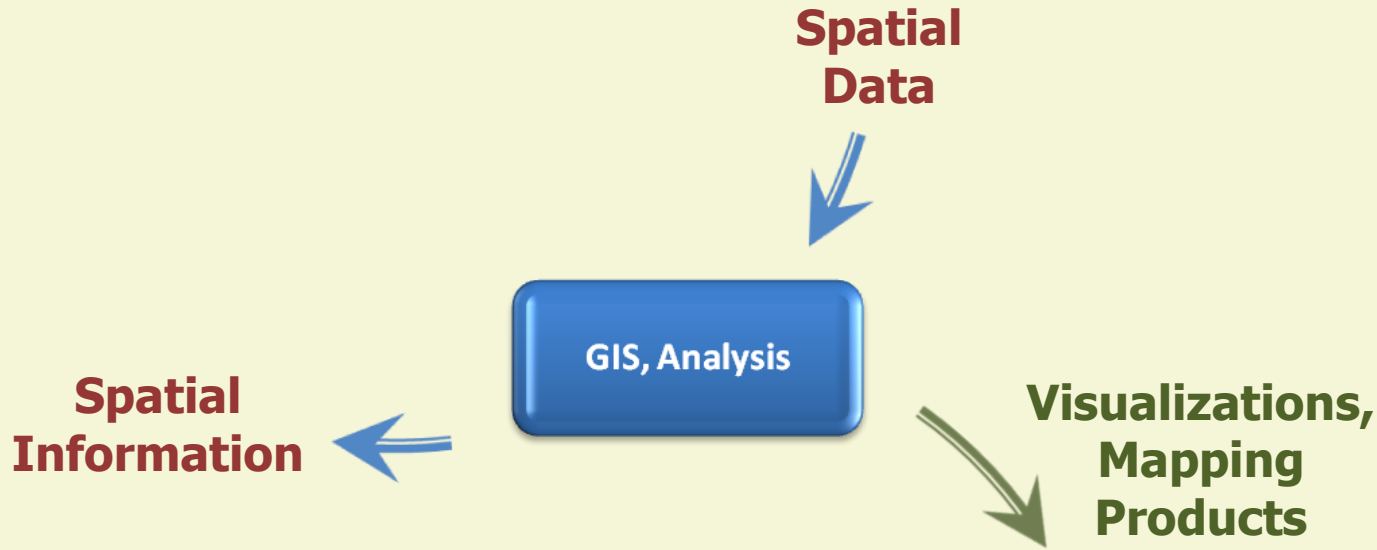 Spatial
Data
GIS, Analysis
Spatial
Information
Visualizations,
Mapping
Products